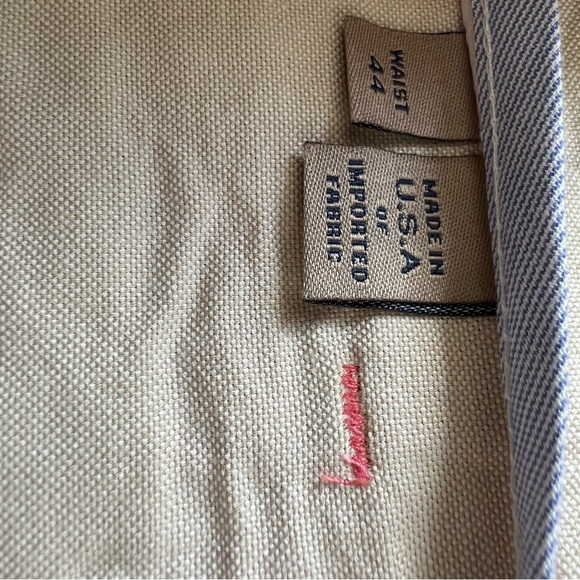 WAIST
44
MADE IN
U.S.A
OF
IMPORTED
FABRIC